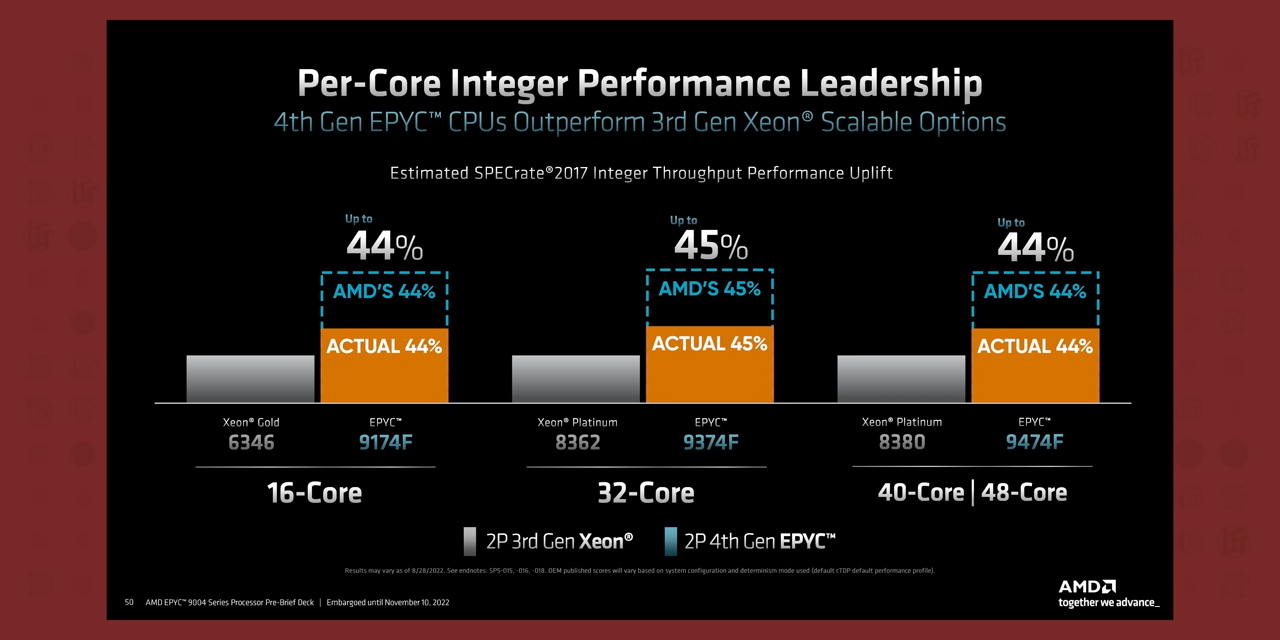 Per-Core Integer Performance Leadership
4th Gen EPYC™ CPUs Outperform 3rd Gen Xeon® Scalable Options
Estimated SPECrate®2017 Integer Throughput Performance Uplift
Up to
44%
AMD'S 44%
ACTUAL 44%
Up to
45%
AMD'S 45%
ACTUAL 45%
Up to
44%
AMD'S 44%
ACTUAL 44%
Xeon® Gold
6346
EPYC™
9174F
16-Core
Xeon® Platinum
8362
EPYC™
9374F
32-Core
Xeon® Platinum
8380
EPYC™
9474F
40-Core | 48-Core
2P 3rd Gen Xeon®
2P 4th Gen EPYC™
Results may vary as of 8/28/2022, See endnotes: SP5-015, -016, -018. OEM published scores will vary based on system configuration and determinism mode used (default cTDP default performance profile).
50 AMD EPYC™ 9004 Series Processor Pre-Brief Deck | Embargoed until November 10, 2022
AMD
together we advance_